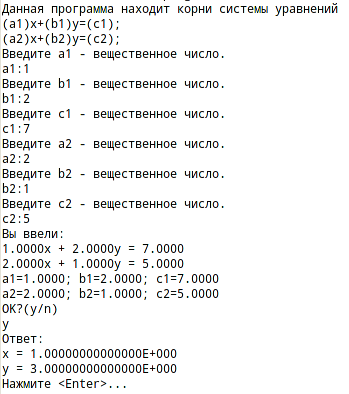 Данная программа находит корни системы уравнений
(a1)x+(b1)y=(c1);
(a2)x+(b2)y=(c2);
Введите a1 - вещественное число.
a1:1
Введите b1 - вещественное число.
b1:2
Введите c1 - вещественное число.
c1:7
Введите a2 - вещественное число.
a2:2
Введите b2 - вещественное число.
b2:1
Введите c2 - вещественное число.
c2:5
Вы ввели:
1.0000x + 2.0000y = 7.0000
2.0000x + 1.0000y = 5.0000
a1=1.0000; b1=2.0000; c1=7.0000
a2=2.0000; b2=1.0000; c2=5.0000
OK?(y/n)
y
Ответ:
x = 1.00000000000000E+000
y = 3.00000000000000E+000
Нажмите <Enter>...